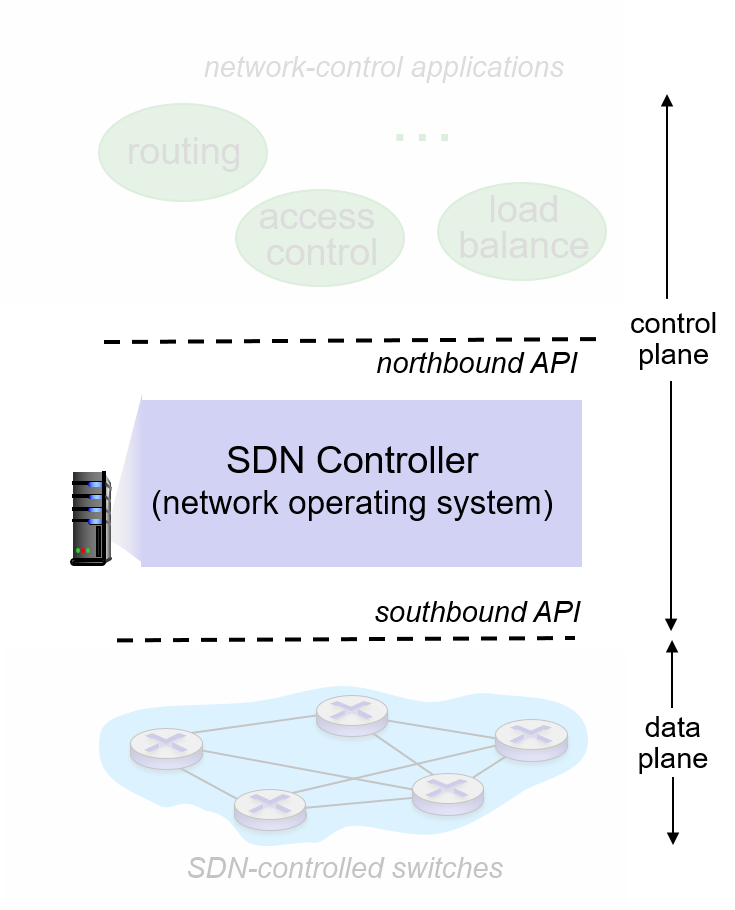 network-control applications
routing
...
access
control
load
balance
control
plane
northbound API
SDN Controller
(network operating system)
southbound API
data
plane
SDN-controlled switches